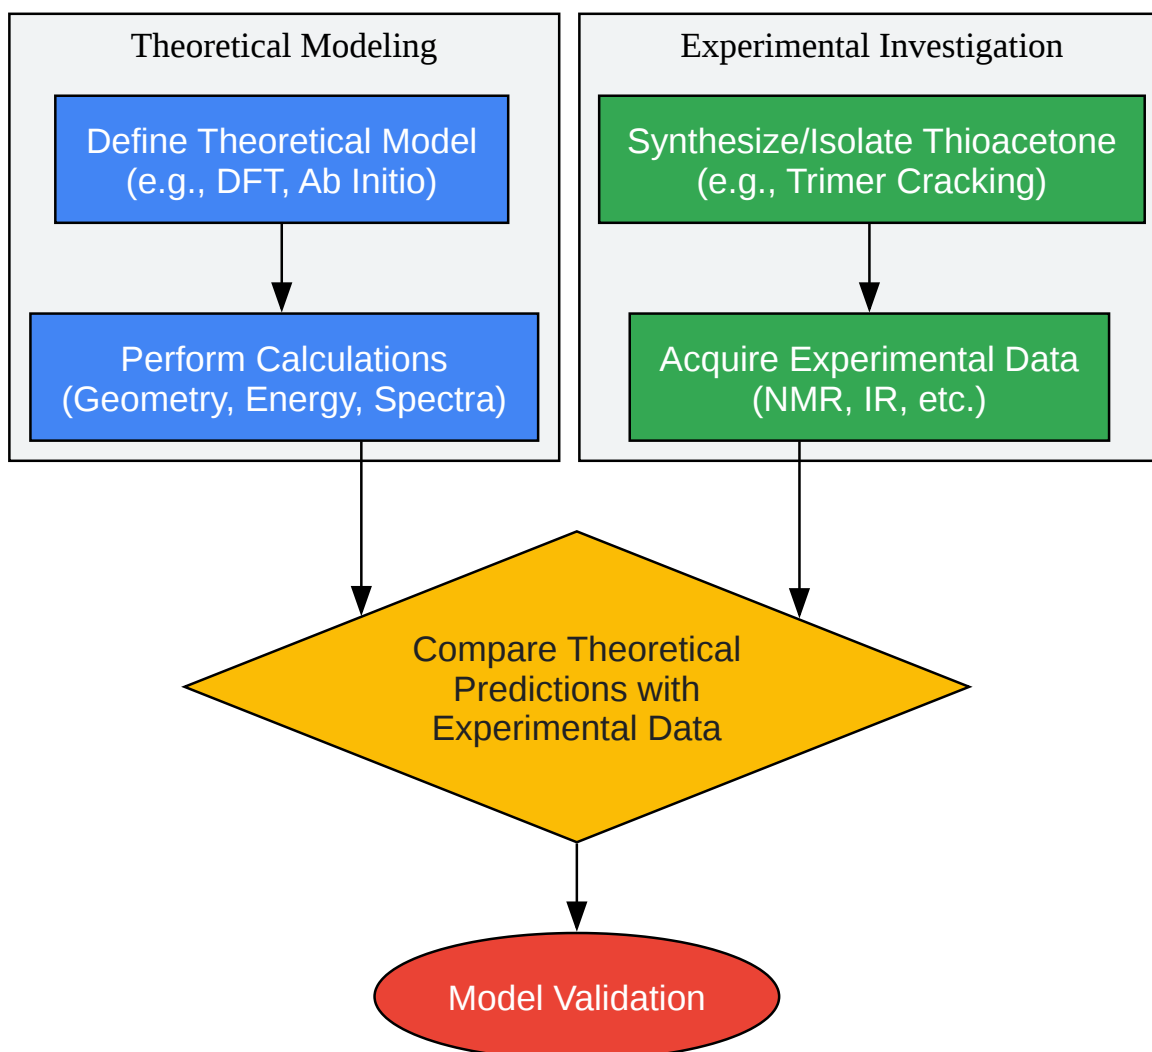 Theoretical Modeling
Define Theoretical Model
(e.g., DFT, Ab Initio)
Perform Calculations
(Geometry, Energy, Spectra)
Experimental Investigation
Synthesize/Isolate Thioacetone
(e.g., Trimer Cracking)
Acquire Experimental Data
(NMR, IR, etc.)
Compare Theoretical
Predictions with
Experimental Data
Model Validation